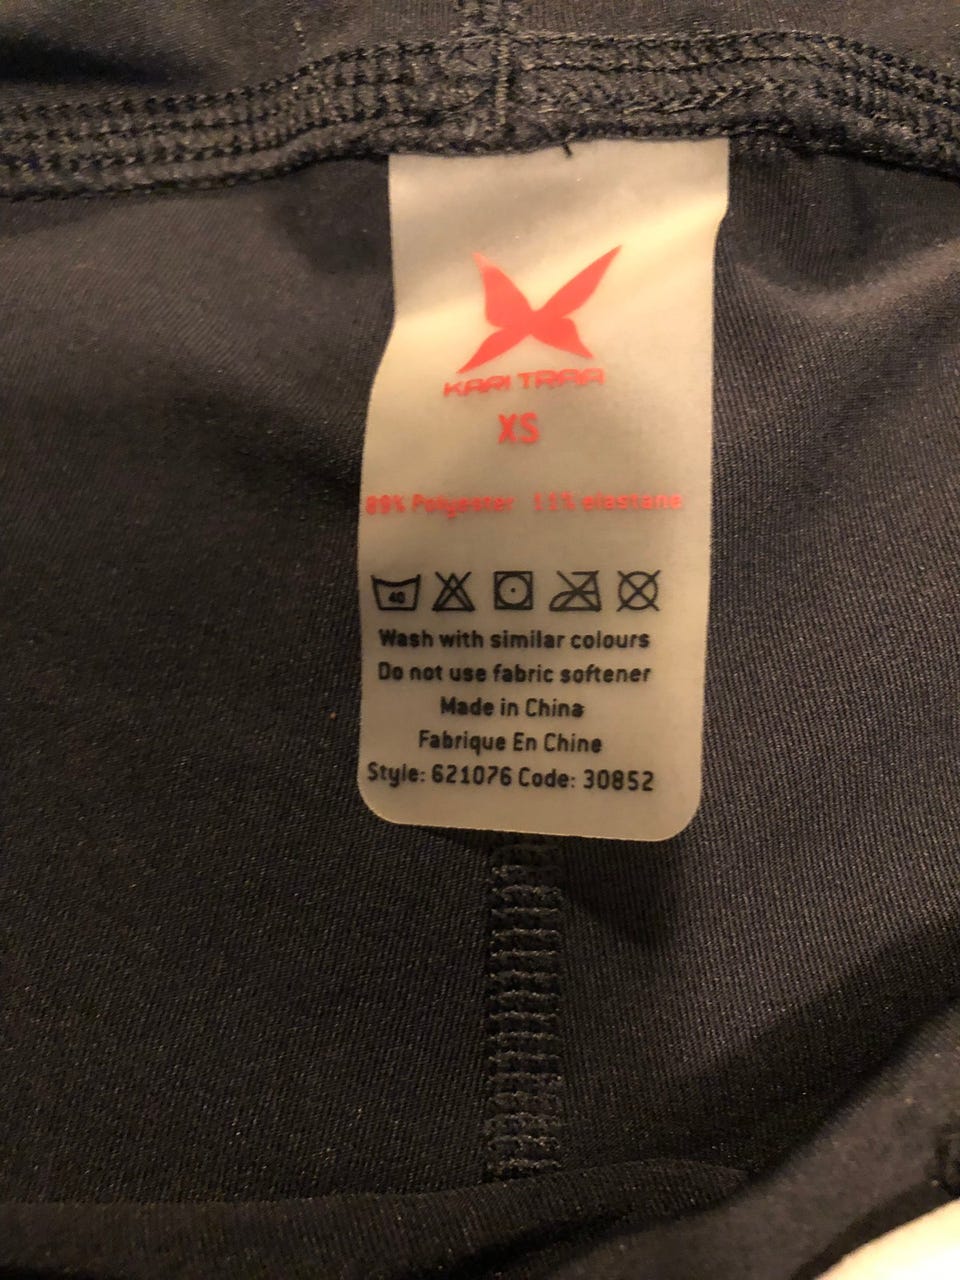 KARI TRAA
XS
89% Polyester 11% elastane
40
Wash with similar colours
Do not use fabric softener
Made in China
Fabrique En Chine
Style: 621076 Code: 30852